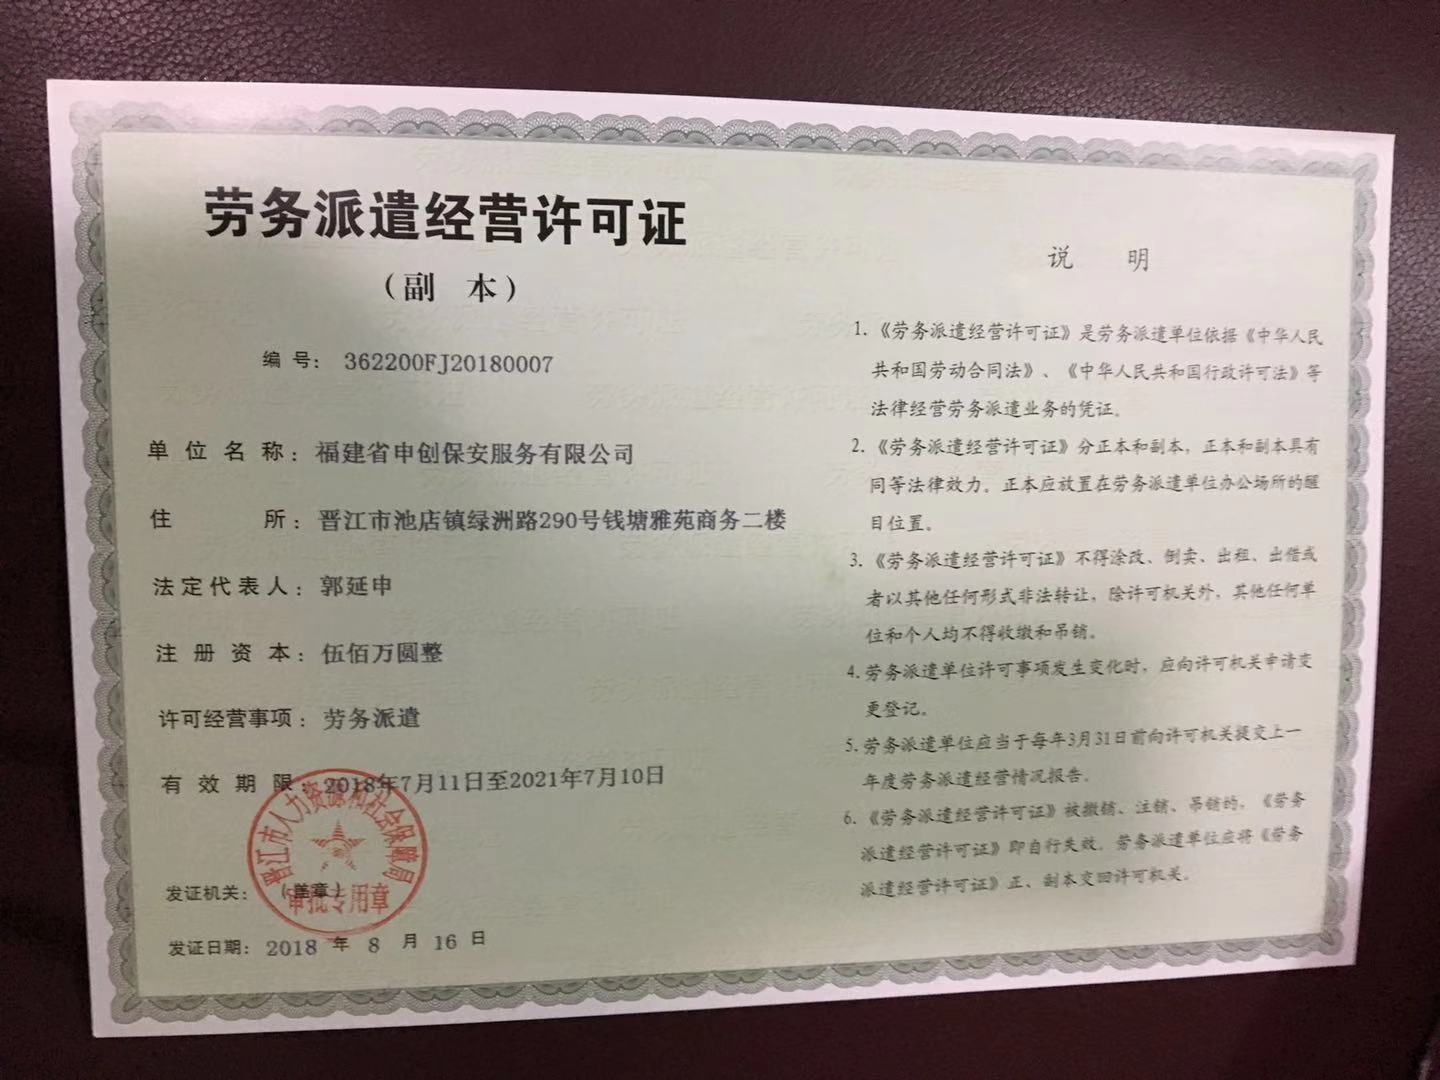 劳务派遣经营许可证
（副 本）
编 号： 362200FJ20180007
单 位 名 称： 福建省申创保安服务有限公司
住 所： 晋江市池店镇绿洲路290号钱塘雅苑商务二楼
法定代表人： 郭延申
注 册 资 本： 伍佰万圆整
许可经营事项： 劳务派遣
有 效 期 限： 2018年7月11日至2021年7月10日
晋江市人力资源和社会保障局
审批专用章
发证机关： （盖章）
发证日期： 2018 年 8 月 16 日
说 明
1.《劳务派遣经营许可证》是劳务派遣单位依据《中华人民
共和国劳动合同法》、《中华人民共和国行政许可法》等
法律经营劳务派遣业务的凭证。
2.《劳务派遣经营许可证》分正本和副本，正本和副本具有
同等法律效力。正本应放置在劳务派遣单位办公场所的醒
目位置。
3.《劳务派遣经营许可证》不得涂改、倒卖、出租、出借或
者以其他任何形式非法转让，除许可机关外，其他任何单
位和个人均不得收缴和吊销。
4.劳务派遣单位许可事项发生变化时，应向许可机关申请变
更登记。
5.劳务派遣单位应当于每年3月31日前向许可机关提交上一
年度劳务派遣经营情况报告。
6.《劳务派遣经营许可证》被撤销、注销、吊销的，《劳务
派遣经营许可证》即自行失效。劳务派遣单位应将《劳务
派遣经营许可证》正、副本交回许可机关。